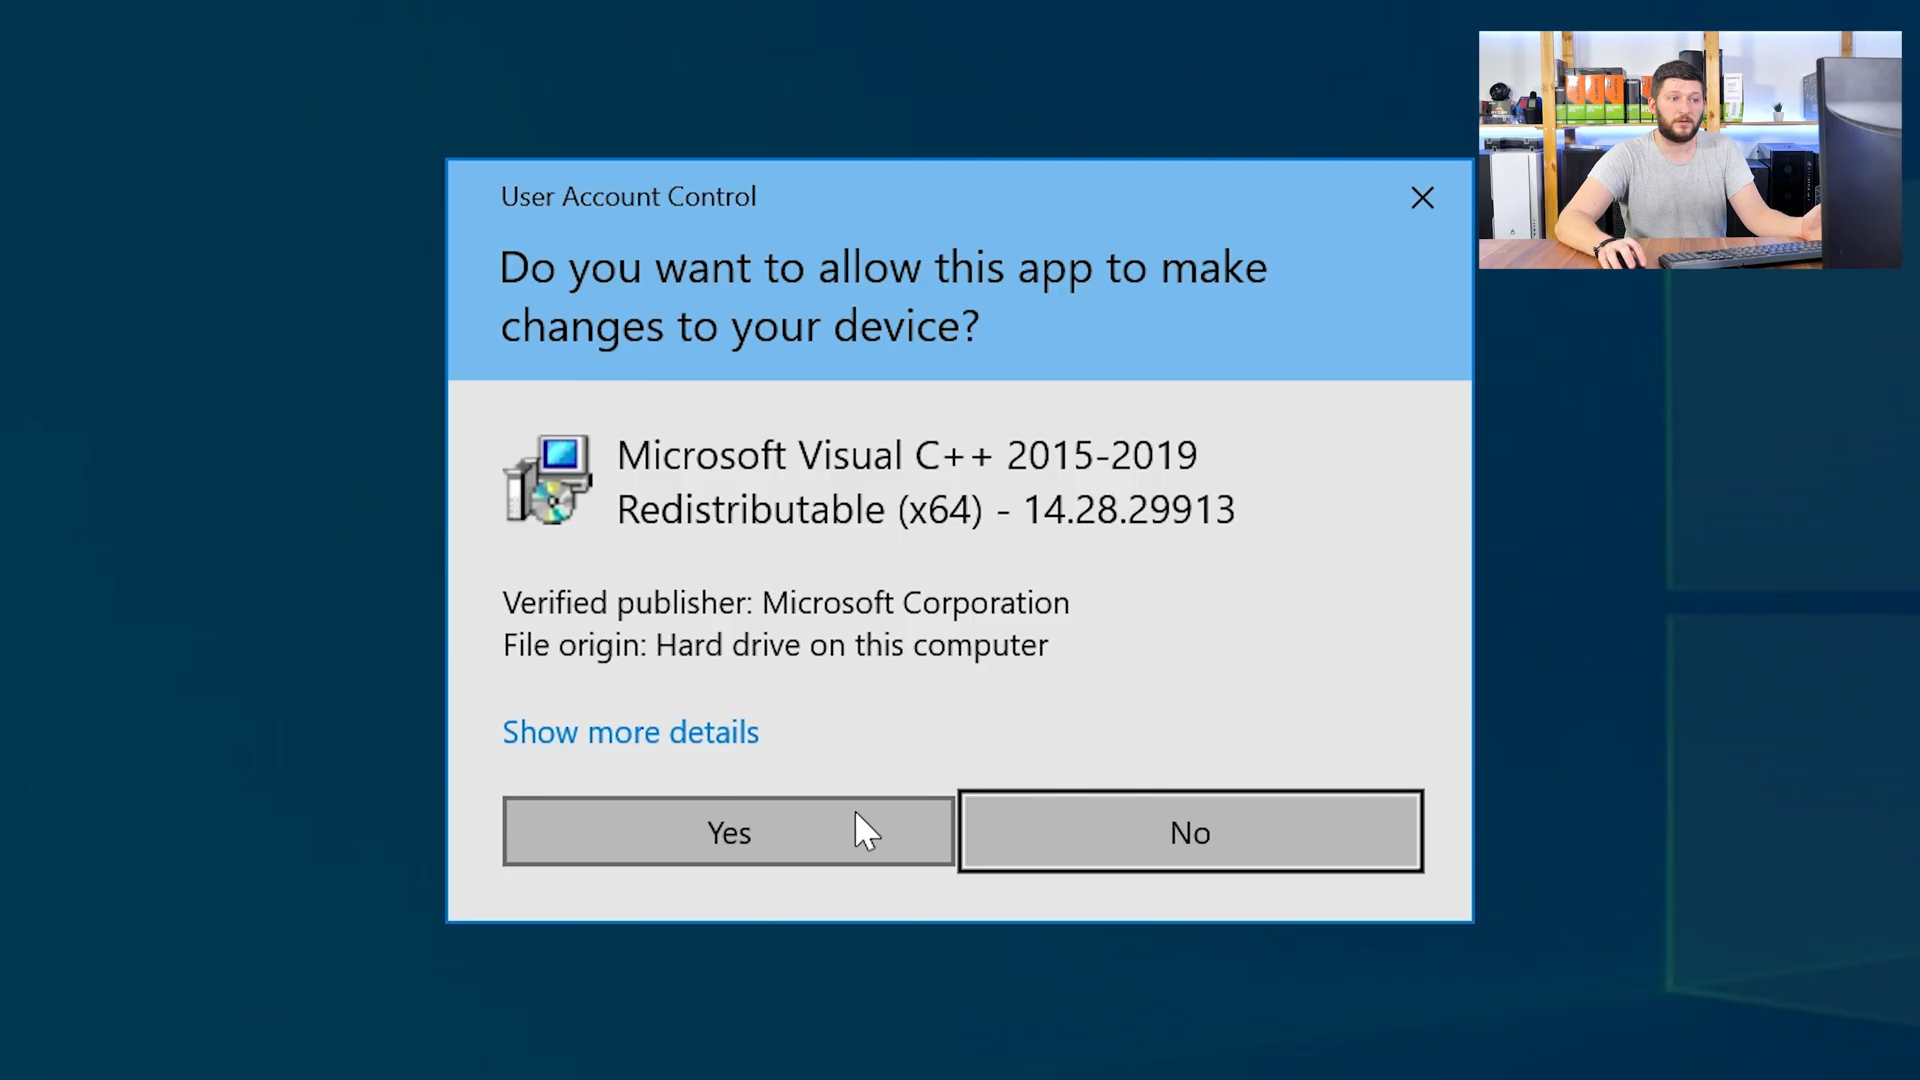 User Account Control
Do you want to allow this app to make
changes to your device?
Microsoft Visual C++ 2015-2019
Redistributable (x64) - 14.28.29913
Verified publisher: Microsoft Corporation
File origin: Hard drive on this computer
Show more details
Yes
No